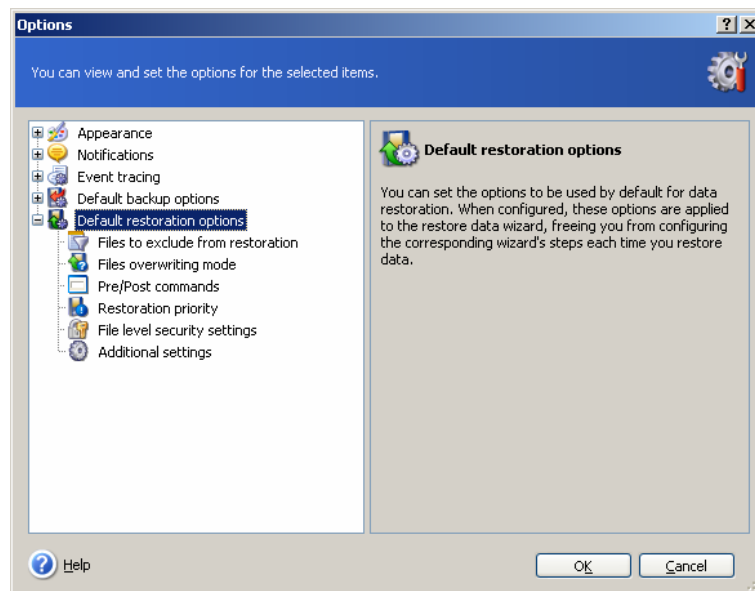 Options
You can view and set the options for the selected items.
Appearance
Notifications
Event tracing
Default backup options
Default restoration options
Files to exclude from restoration
Files overwriting mode
Pre/Post commands
Restoration priority
File level security settings
Additional settings
Default restoration options
You can set the options to be used by default for data
restoration. When configured, these options are applied
to the restore data wizard, freeing you from configuring
the corresponding wizard's steps each time you restore
data.
Help
OK
Cancel